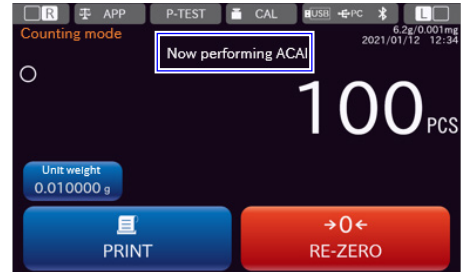 R APP P-TEST CAL USB PC L
Counting mode
6.2g/0.001mg
2021/01/12 12:34
Now performing ACAI
100 PCS
Unit weight
0.010000 g
PRINT
→0←
RE-ZERO